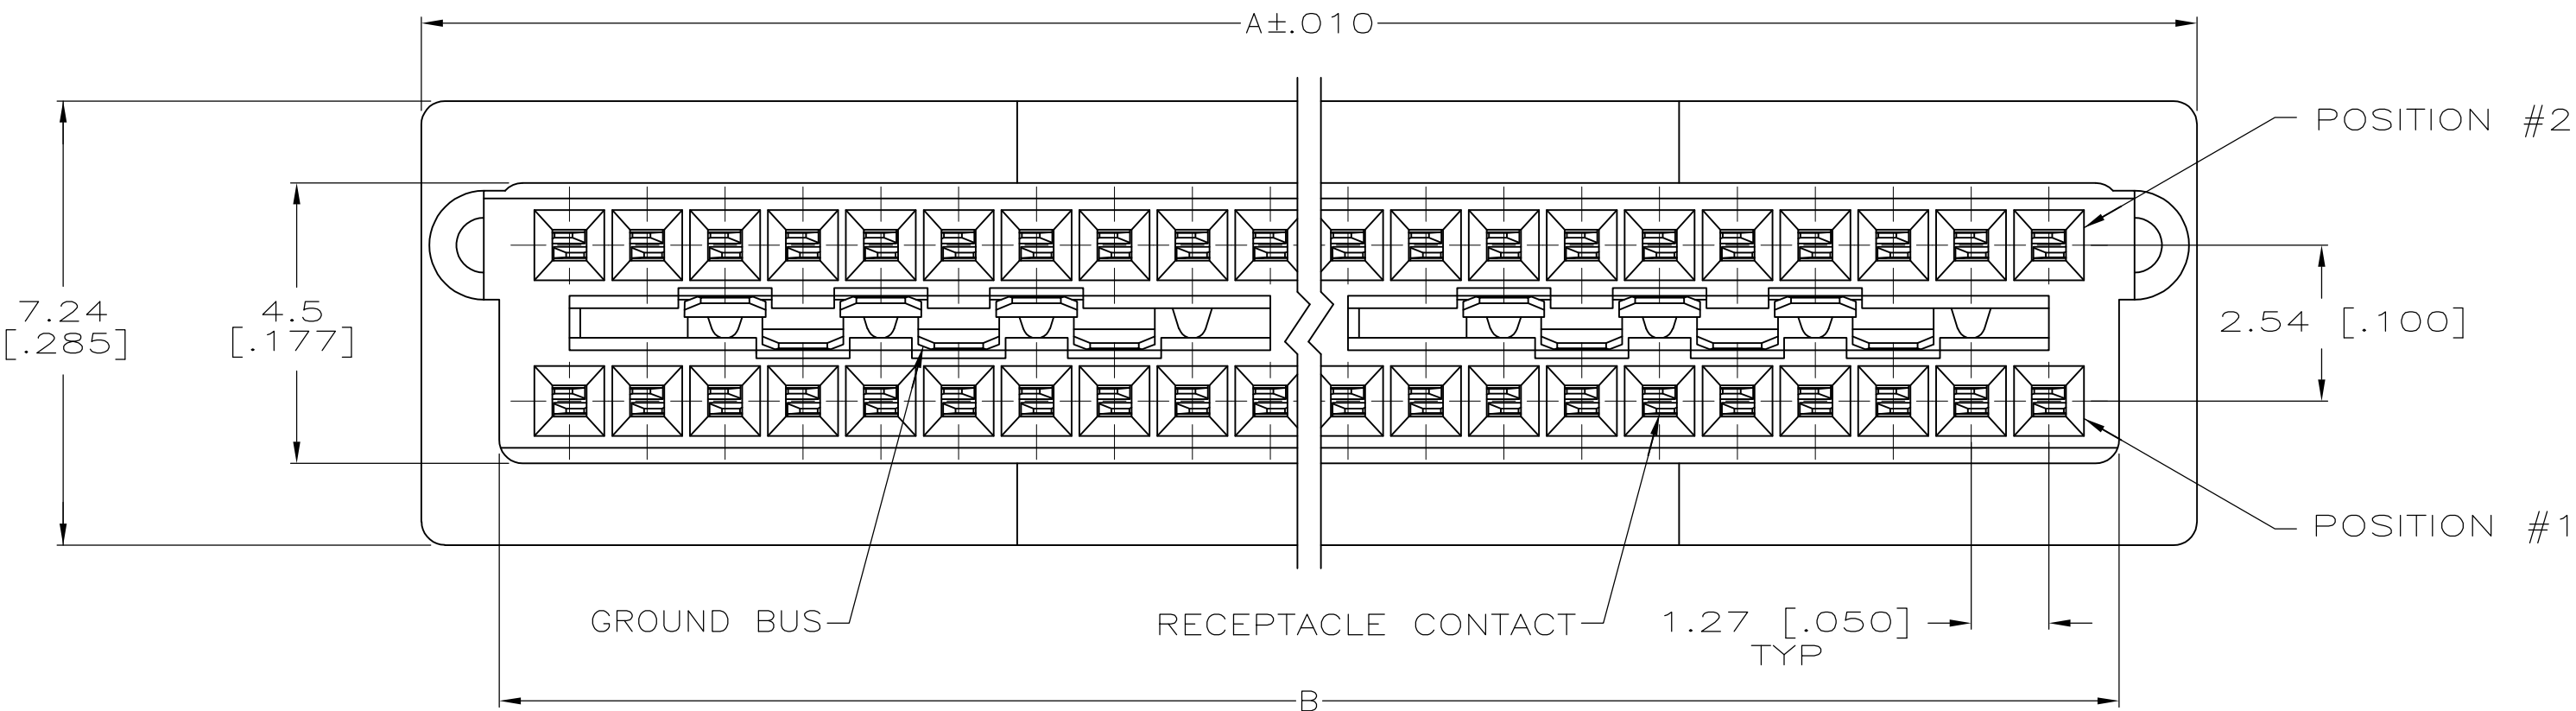 A±.010
POSITION #2
7.24
[.285]
4.5
[.177]
2.54 [.100]
POSITION #1
GROUND BUS
RECEPTACLE CONTACT
1.27 [.050]
TYP
B